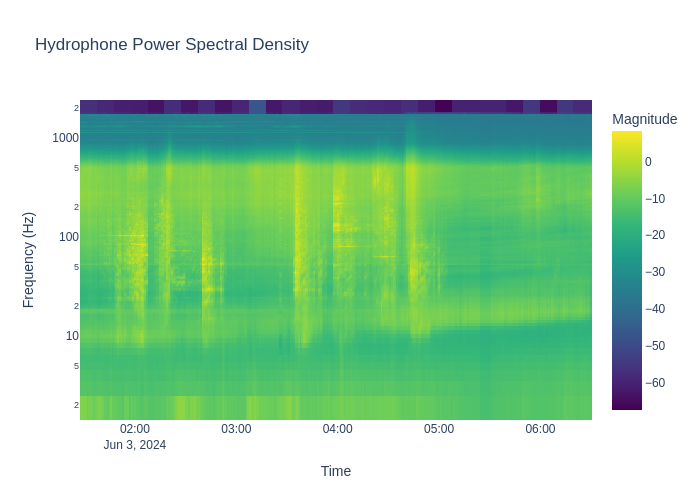 Hydrophone Power Spectral Density
Magnitude
2
1000
5
2
100
5
2
10
5
2
Frequency (Hz)
0
−10
−20
−30
−40
−50
−60
02:00 03:00 04:00 05:00 06:00
Jun 3, 2024
Time